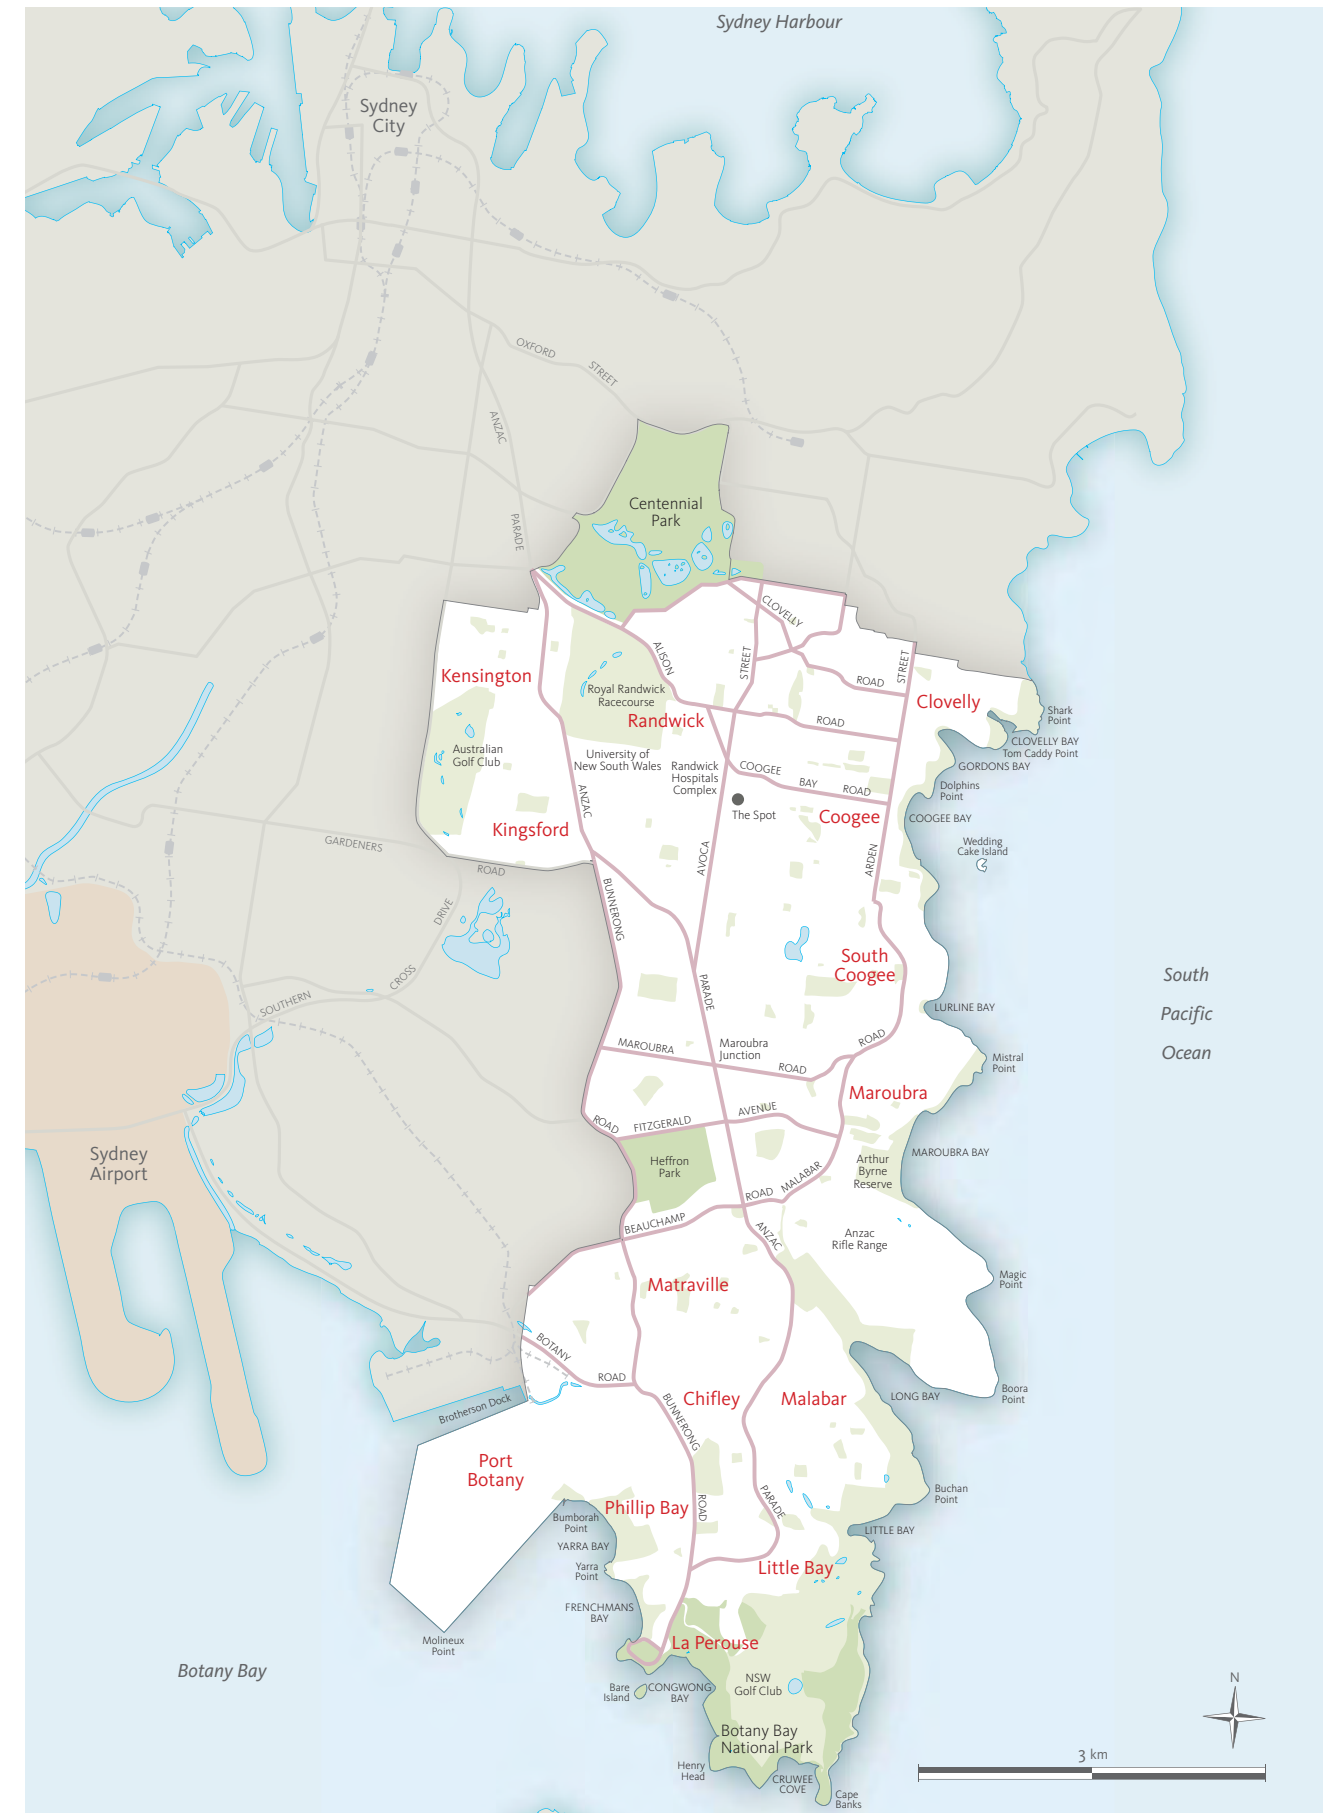 Sydney Harbour
Sydney
City
OXFORD
STREET
ANZAC
PARADE
Centennial
Park
CLOVELLY
ALISON
STREET
STREET
ROAD
Kensington
Royal Randwick
Racecourse
Randwick
Clovelly
Shark
Point
ROAD
CLOVELLY BAY
Tom Caddy Point
GORDONS BAY
Australian
Golf Club
University of
New South Wales
Randwick
Hospitals
Complex
COOGEE
BAY
ROAD
Dolphins
Point
ANZAC
The Spot
Coogee
COOGEE BAY
Kingsford
Wedding
Cake Island
GARDENERS
ROAD
AVOCA
ARDEN
BUNNERONG
DRIVE
CROSS
SOUTHERN
South
Coogee
South
Pacific
Ocean
PARADE
LURLINE BAY
MAROUBRA
Maroubra
Junction
ROAD
ROAD
Mistral
Point
Maroubra
ROAD
FITZGERALD
AVENUE
Sydney
Airport
Heffron
Park
Arthur
Byrne
Reserve
MAROUBRA BAY
BEAUCHAMP
ROAD
MALABAR
ANZAC
Anzac
Rifle Range
Magic
Point
Matraville
BOTANY
ROAD
Chifley
Malabar
LONG BAY
Boora
Point
Brotherson Dock
BUNNERONG
Port
Botany
Phillip Bay
ROAD
PARADE
Buchan
Point
Bumborah
Point
LITTLE BAY
YARRA BAY
Yarra
Point
Little Bay
FRENCHMANS
BAY
Molineux
Point
La Perouse
Botany Bay
Bare
Island
CONGWONG
BAY
NSW
Golf Club
N
Botany Bay
National Park
Henry
Head
CRUWEE
COVE
Cape
Banks
3 km